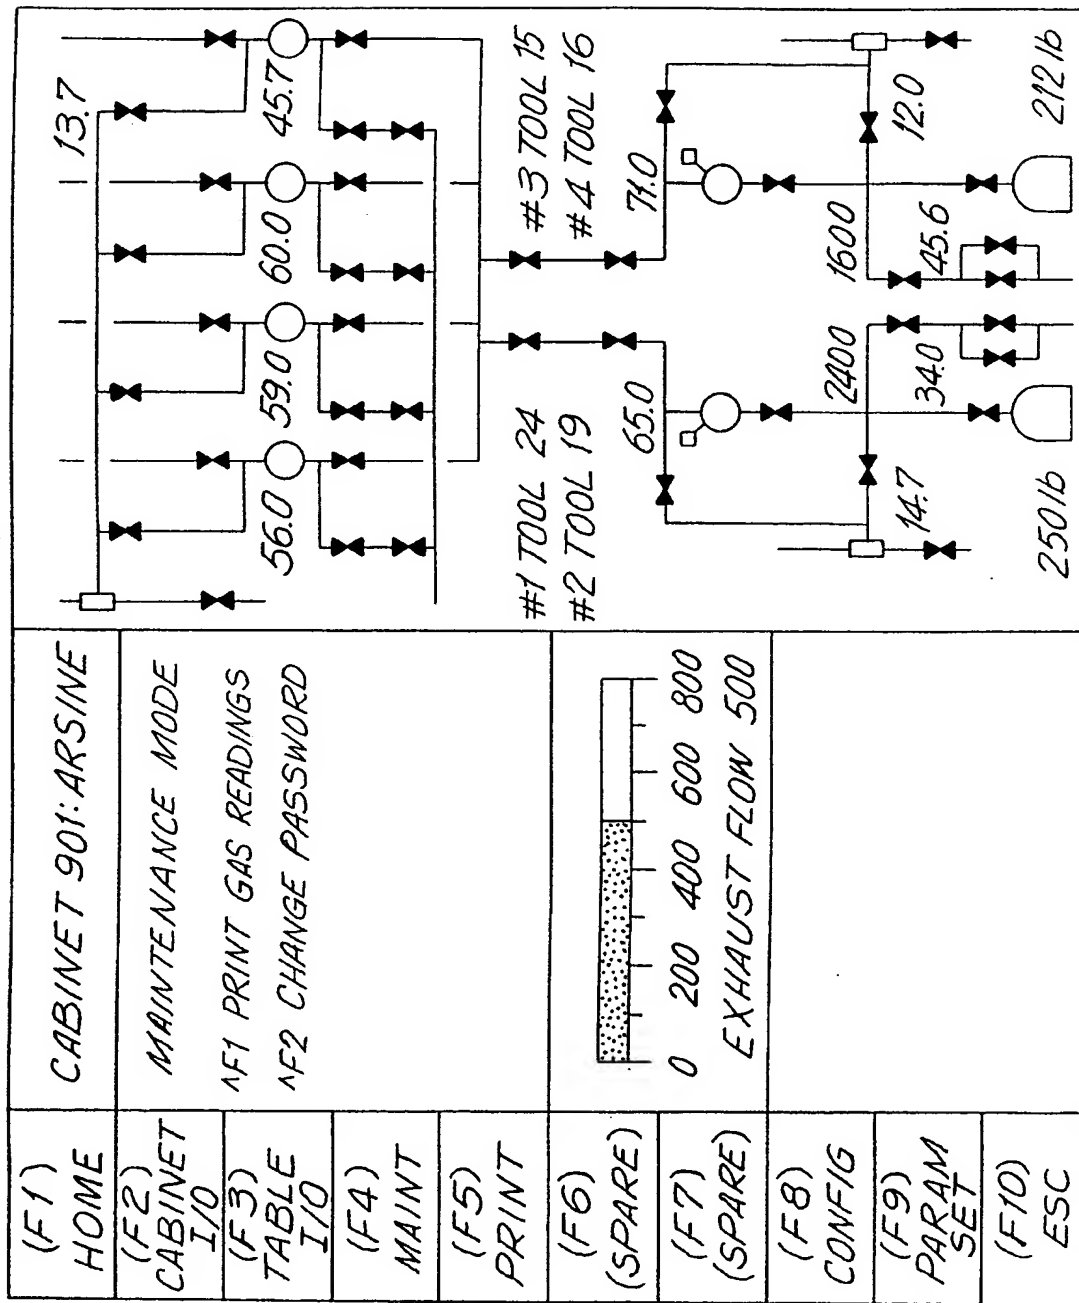 (F1)
HOME
(F2)
CABINET
I/O
(F3)
TABLE
I/O
(F4)
MAINT
(F5)
PRINT
(F6)
(SPARE)
(F7)
(SPARE)
(F8)
CONFIG
(F9)
PARAM
SET
(F10)
ESC
CABINET 901: ARSINE
MAINTENANCE MODE
^F1 PRINT GAS READINGS
^F2 CHANGE PASSWORD
0 200 400 600 800
EXHAUST FLOW 500
13.7
56.0 59.0 60.0 45.7
#1 TOOL 24
#2 TOOL 19
#3 TOOL 15
#4 TOOL 16
65.0 71.0
2400 1600
14.7 34.0 45.6 12.0
250 lb 212 lb